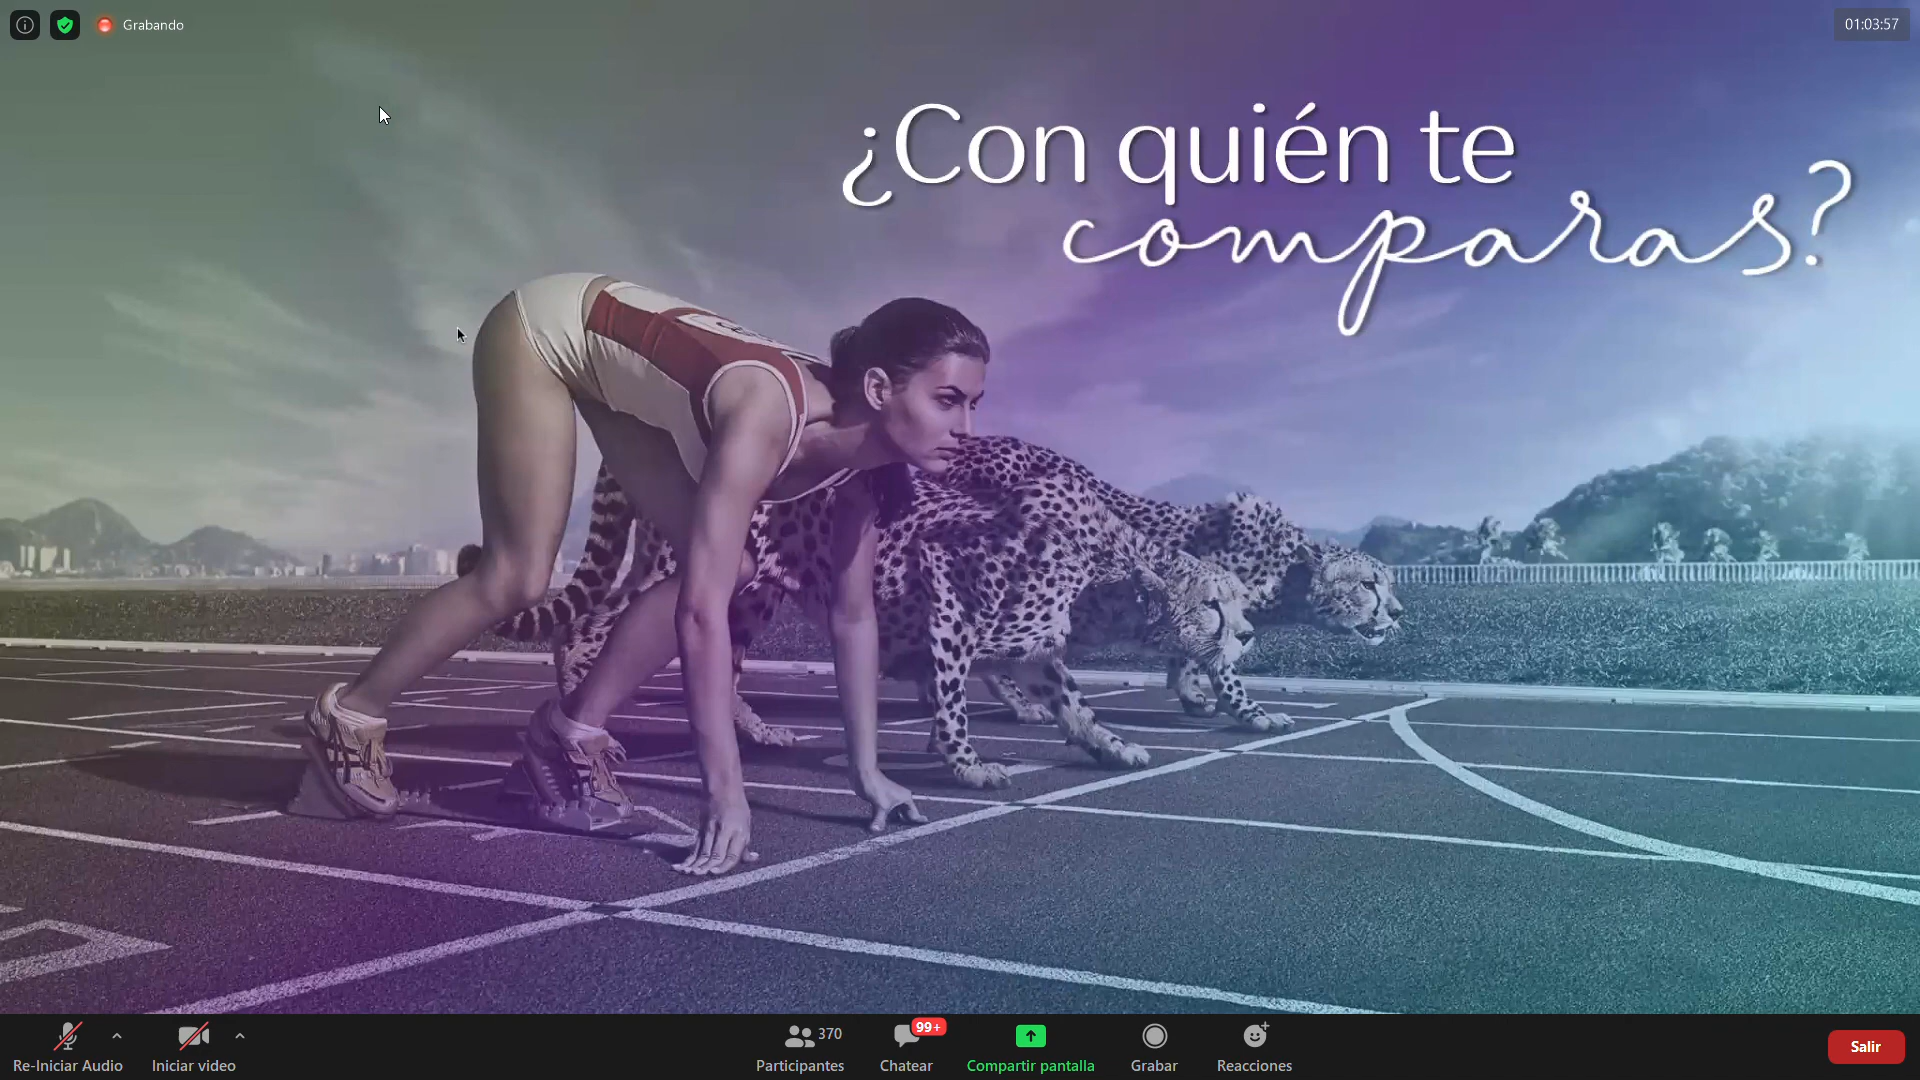 Grabando
01:03:57
¿Con quién te
comparas?
Re-Iniciar Audio
Iniciar video
370
Participantes
99+
Chatear
Compartir pantalla
Grabar
Reacciones
Salir